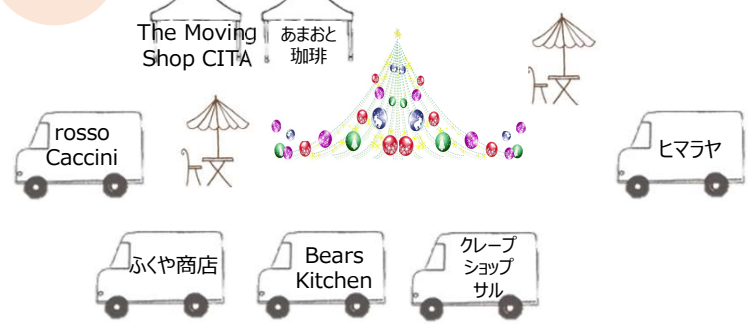 The Moving
Shop CITA
あまおと
珈琲
rosso
Caccini
ヒマラヤ
ふくや商店
Bears
Kitchen
クレープ
ショップ
サル